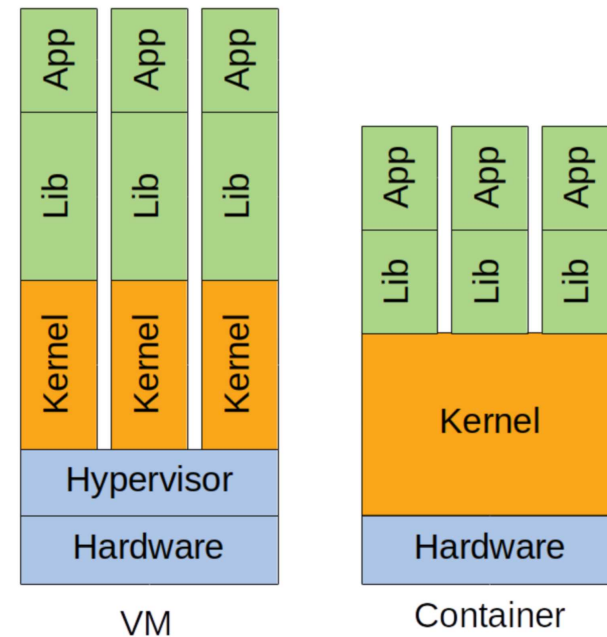 App App App
Lib Lib Lib
Kernel Kernel Kernel
Hypervisor
Hardware
VM
App App App
Lib Lib Lib
Kernel
Hardware
Container